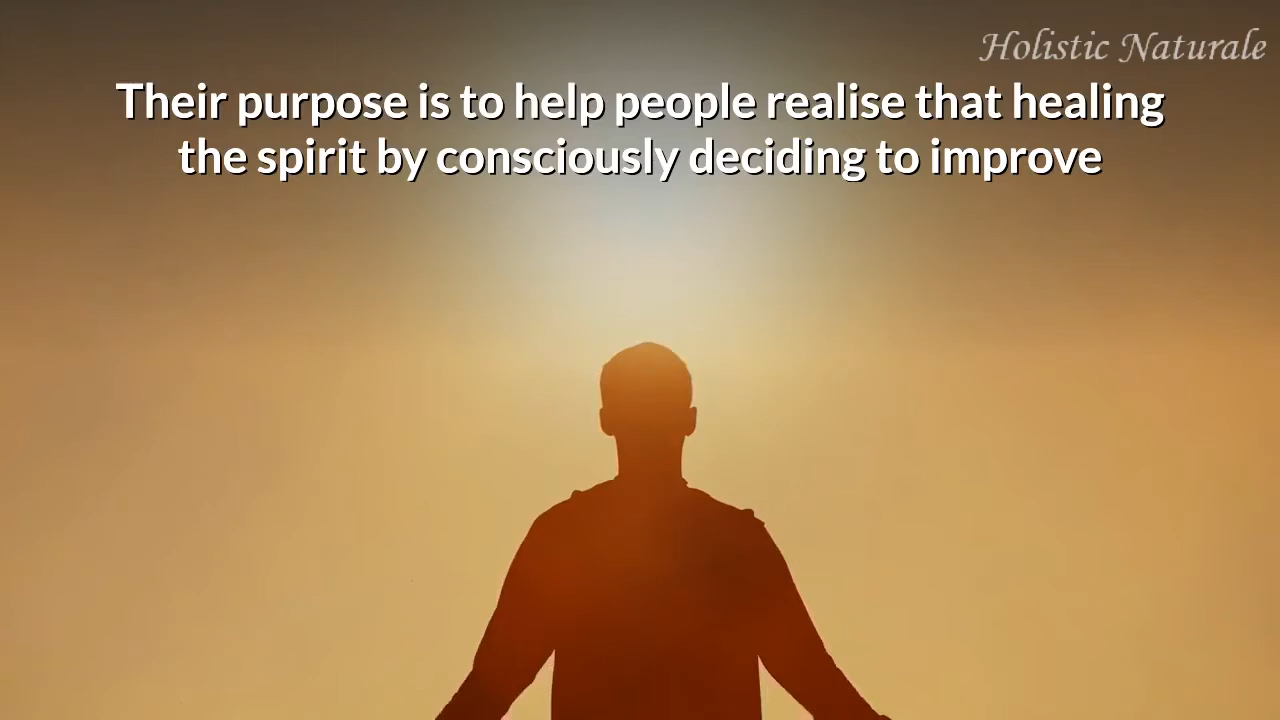 Holistic Naturale
Their purpose is to help people realise that healing
the spirit by consciously deciding to improve